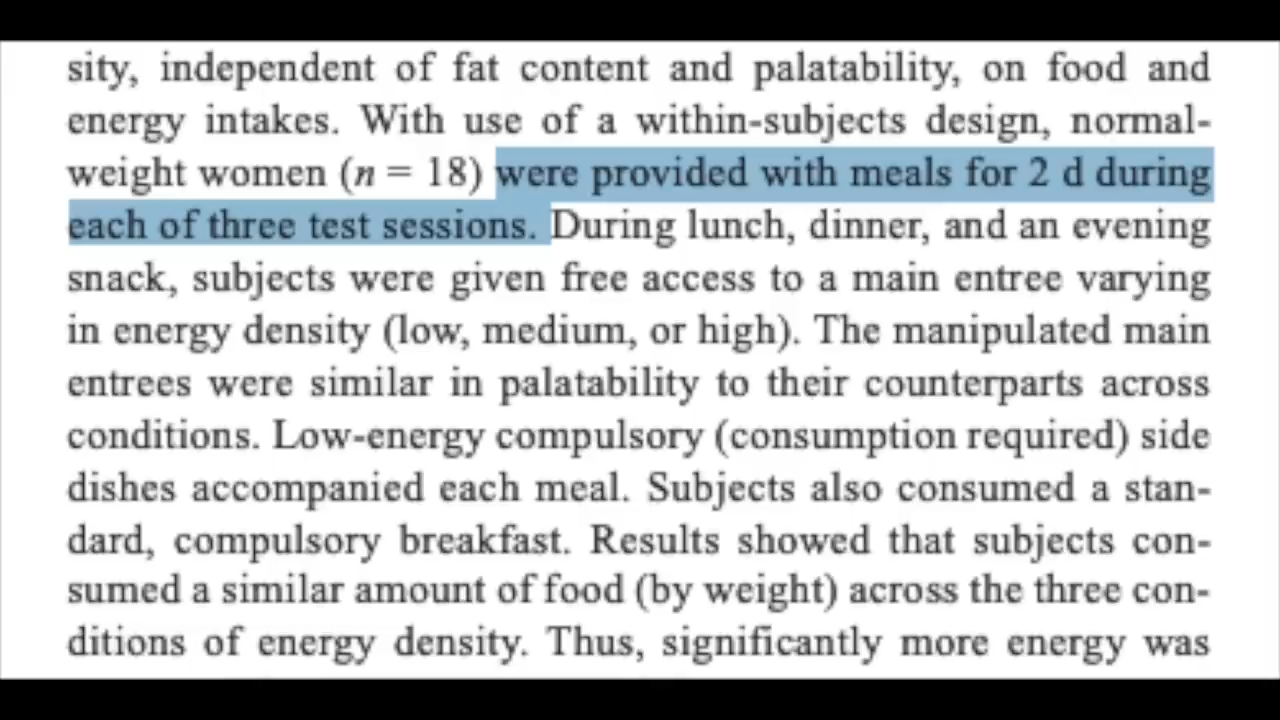 sity, independent of fat content and palatability, on food and
energy intakes. With use of a within-subjects design, normal-
weight women (n = 18) were provided with meals for 2 d during
each of three test sessions. During lunch, dinner, and an evening
snack, subjects were given free access to a main entree varying
in energy density (low, medium, or high). The manipulated main
entrees were similar in palatability to their counterparts across
conditions. Low-energy compulsory (consumption required) side
dishes accompanied each meal. Subjects also consumed a stan-
dard, compulsory breakfast. Results showed that subjects con-
sumed a similar amount of food (by weight) across the three con-
ditions of energy density. Thus, significantly more energy was